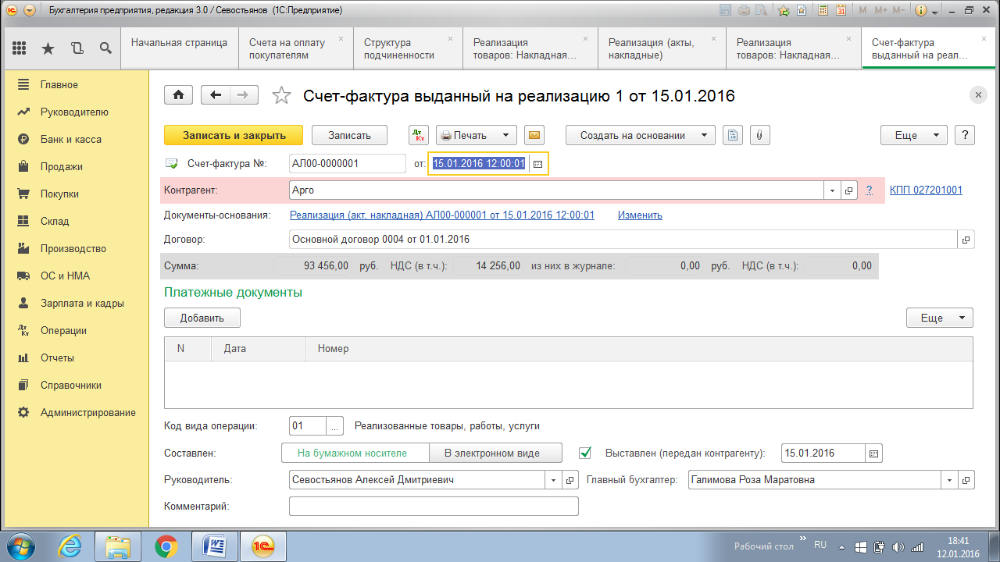 Бухгалтерия предприятия, редакция 3.0 / Севостьянов (1С:Предприятие)
M M+ M-
Начальная страница
Счета на оплату покупателям
Структура подчиненности
Реализация товаров: Накладная...
Реализация (акты, накладные)
Реализация товаров: Накладная...
Счет-фактура выданный на реал...
Главное
Руководителю
Банк и касса
Продажи
Покупки
Склад
Производство
ОС и НМА
Зарплата и кадры
Операции
Отчеты
Справочники
Администрирование
Счет-фактура выданный на реализацию 1 от 15.01.2016
Записать и закрыть Записать Дт Кт Печать Создать на основании Еще ?
Счет-фактура №: АЛ00-0000001 от: 15.01.2016 12:00:01
Контрагент: Арго ? КПП 027201001
Документы-основания: Реализация (акт, накладная) АЛ00-000001 от 15.01.2016 12:00:01 Изменить
Договор: Основной договор 0004 от 01.01.2016
Сумма: 93 456,00 руб. НДС (в т.ч.): 14 256,00 из них в журнале: 0,00 руб. НДС (в т.ч.): 0,00
Платежные документы
Добавить Еще
N Дата Номер
Код вида операции: 01 ... Реализованные товары, работы, услуги
Составлен: На бумажном носителе В электронном виде Выставлен (передан контрагенту): 15.01.2016
Руководитель: Севостьянов Алексей Дмитриевич Главный бухгалтер: Галимова Роза Маратовна
Комментарий:
Рабочий стол » RU 18:41
12.01.2016